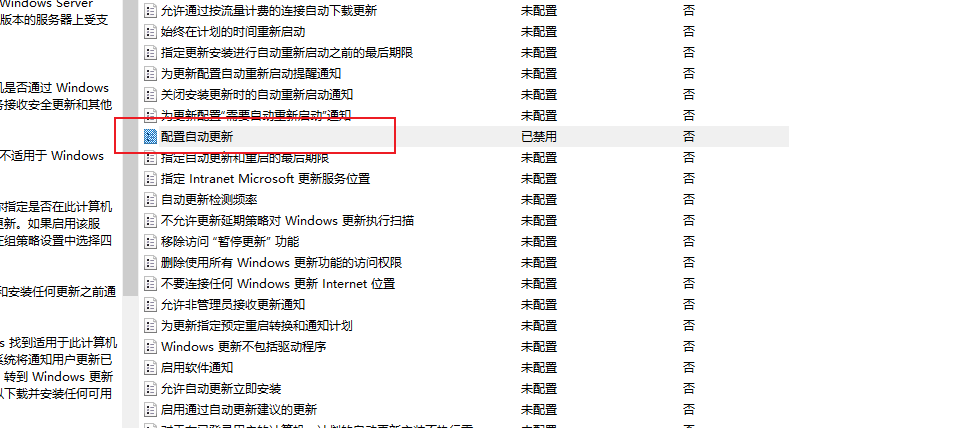 Windows Server
版本的服务器上受支
机是否通过 Windows
务接收安全更新和其他
不适用于 Windows
你指定是否在此计算机
更新。如果启用该服
在组策略设置中选择四
和安装任何更新之前通
s 找到适用于此计算机
系统将通知用户更新已
转到 Windows 更新
以下载并安装任何可用
允许通过按流量计费的连接自动下载更新 未配置 否
始终在计划的时间重新启动 未配置 否
指定更新安装进行自动重新启动之前的最后期限 未配置 否
为更新配置自动重新启动提醒通知 未配置 否
关闭安装更新时的自动重新启动通知 未配置 否
为更新配置“需要自动重新启动”通知 未配置 否
配置自动更新 已禁用 否
指定自动更新和重启的最后期限 未配置 否
指定 Intranet Microsoft 更新服务位置 未配置 否
自动更新检测频率 未配置 否
不允许更新延期策略对 Windows 更新执行扫描 未配置 否
移除访问 “暂停更新” 功能 未配置 否
删除使用所有 Windows 更新功能的访问权限 未配置 否
不要连接任何 Windows 更新 Internet 位置 未配置 否
允许非管理员接收更新通知 未配置 否
为更新指定预定重启转换和通知计划 未配置 否
Windows 更新不包括驱动程序 未配置 否
启用软件通知 未配置 否
允许自动更新立即安装 未配置 否
启用通过自动更新建议的更新 未配置 否